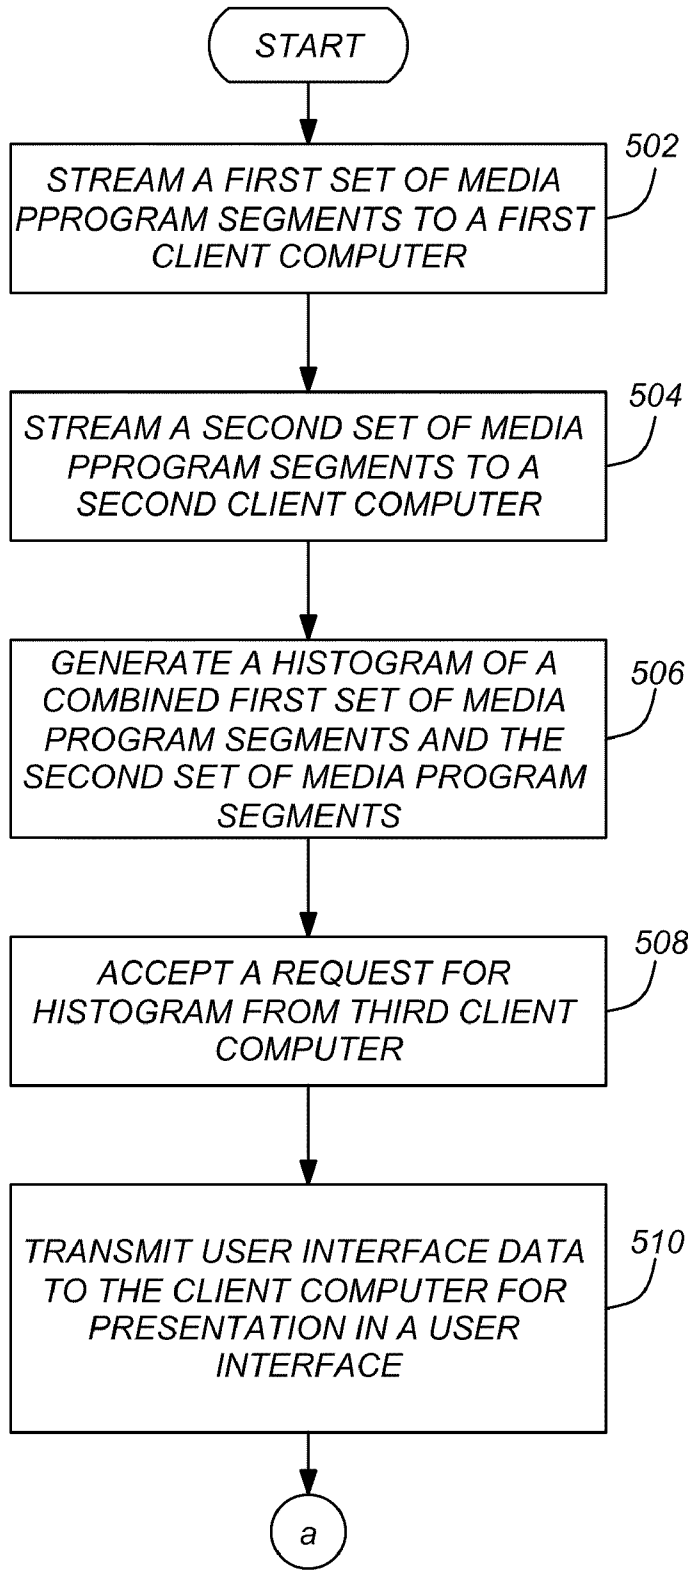 START
502
STREAM A FIRST SET OF MEDIA
PPROGRAM SEGMENTS TO A FIRST
CLIENT COMPUTER
504
STREAM A SECOND SET OF MEDIA
PPROGRAM SEGMENTS TO A
SECOND CLIENT COMPUTER
506
GENERATE A HISTOGRAM OF A
COMBINED FIRST SET OF MEDIA
PROGRAM SEGMENTS AND THE
SECOND SET OF MEDIA PROGRAM
SEGMENTS
508
ACCEPT A REQUEST FOR
HISTOGRAM FROM THIRD CLIENT
COMPUTER
510
TRANSMIT USER INTERFACE DATA
TO THE CLIENT COMPUTER FOR
PRESENTATION IN A USER
INTERFACE
a